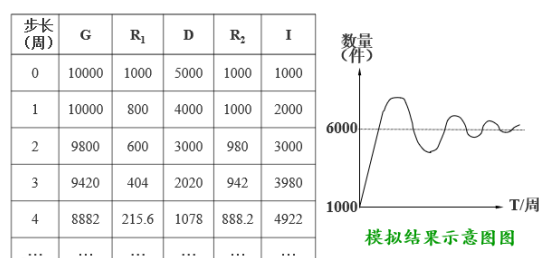 步长（周） G R₁ D R₂ I
0 10000 1000 5000 1000 1000
1 10000 800 4000 1000 2000
2 9800 600 3000 980 3000
3 9420 404 2020 942 3980
4 8882 215.6 1078 888.2 4922
… … … … … …
数量
（件）
6000
1000
T/周
模拟结果示意图图